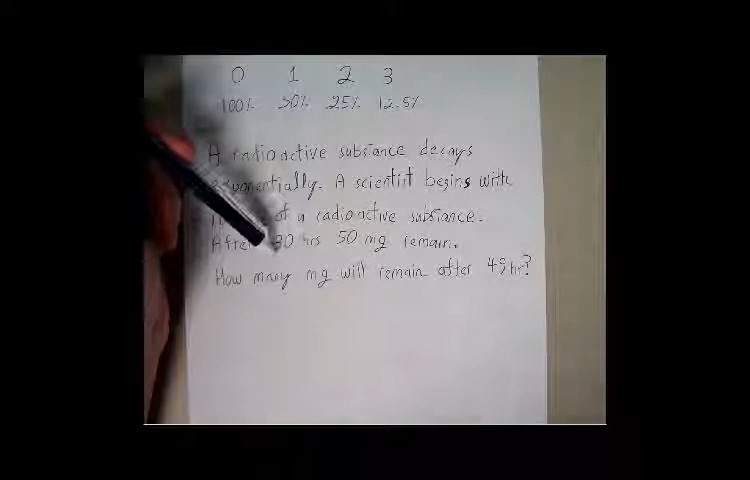 0 1 2 3
100% 50% 25% 12.5%
A radioactive substance decays
exponentially. A scientist begins with
of a radioactive substance.
After 30 hrs 50 mg remain.
How many mg will remain after 45 hr?